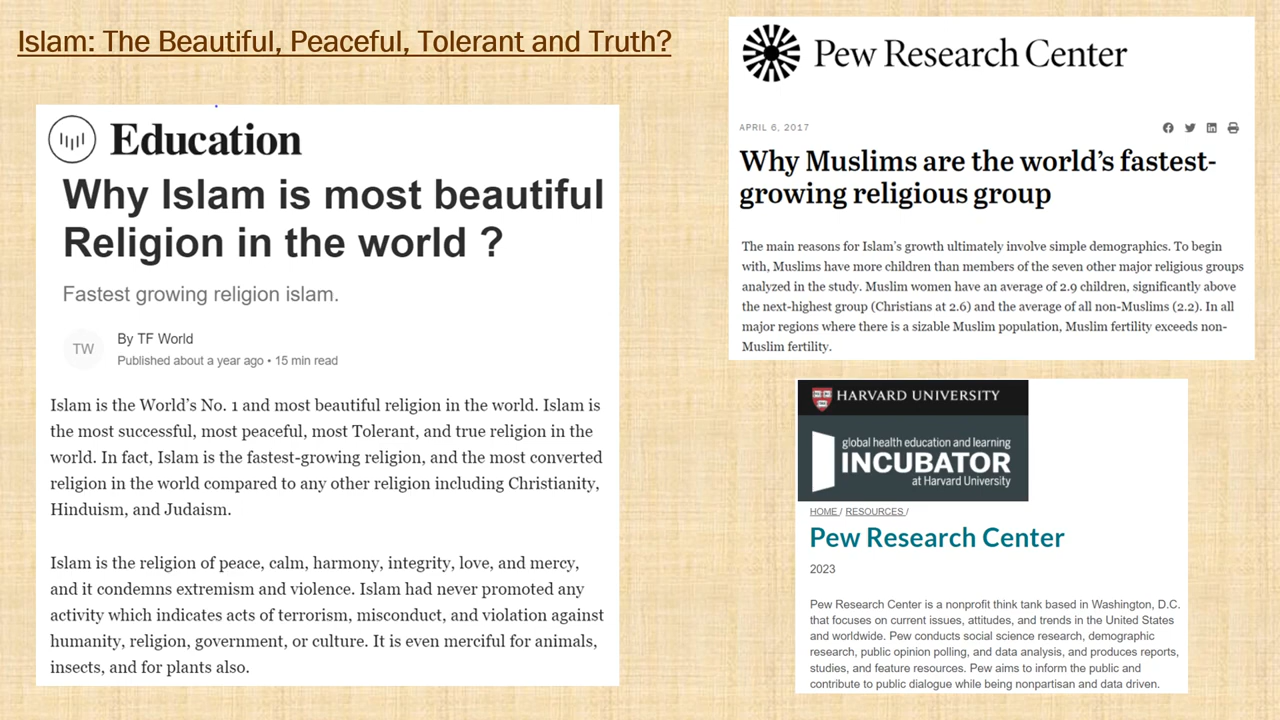 Islam: The Beautiful, Peaceful, Tolerant and Truth?
Education
Why Islam is most beautiful
Religion in the world ?
Fastest growing religion islam.
TW
By TF World
Published about a year ago • 15 min read
Islam is the World's No. 1 and most beautiful religion in the world. Islam is
the most successful, most peaceful, most Tolerant, and true religion in the
world. In fact, Islam is the fastest-growing religion, and the most converted
religion in the world compared to any other religion including Christianity,
Hinduism, and Judaism.
Islam is the religion of peace, calm, harmony, integrity, love, and mercy,
and it condemns extremism and violence. Islam had never promoted any
activity which indicates acts of terrorism, misconduct, and violation against
humanity, religion, government, or culture. It is even merciful for animals,
insects, and for plants also.
Pew Research Center
APRIL 6, 2017
Why Muslims are the world's fastest-
growing religious group
The main reasons for Islam's growth ultimately involve simple demographics. To begin
with, Muslims have more children than members of the seven other major religious groups
analyzed in the study. Muslim women have an average of 2.9 children, significantly above
the next-highest group (Christians at 2.6) and the average of all non-Muslims (2.2). In all
major regions where there is a sizable Muslim population, Muslim fertility exceeds non-
Muslim fertility.
HARVARD UNIVERSITY
global health education and learning
INCUBATOR
at Harvard University
HOME / RESOURCES /
Pew Research Center
2023
Pew Research Center is a nonprofit think tank based in Washington, D.C.
that focuses on current issues, attitudes, and trends in the United States
and worldwide. Pew conducts social science research, demographic
research, public opinion polling, and data analysis, and produces reports,
studies, and feature resources. Pew aims to inform the public and
contribute to public dialogue while being nonpartisan and data driven.